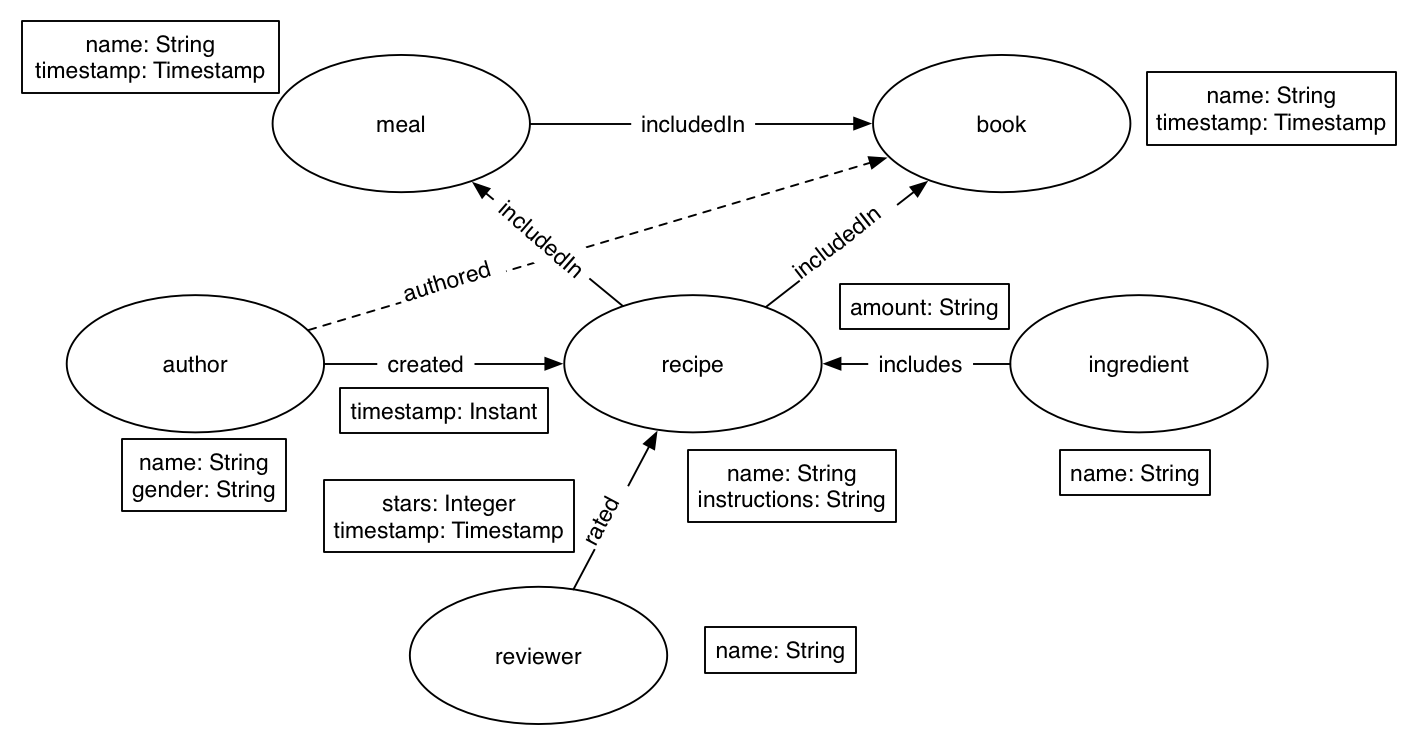 name: String
timestamp: Timestamp
meal
includedIn
book
name: String
timestamp: Timestamp
includedIn
includedIn
authored
amount: String
author
created
recipe
includes
ingredient
timestamp: Instant
name: String
gender: String
name: String
instructions: String
name: String
stars: Integer
timestamp: Timestamp
rated
reviewer
name: String